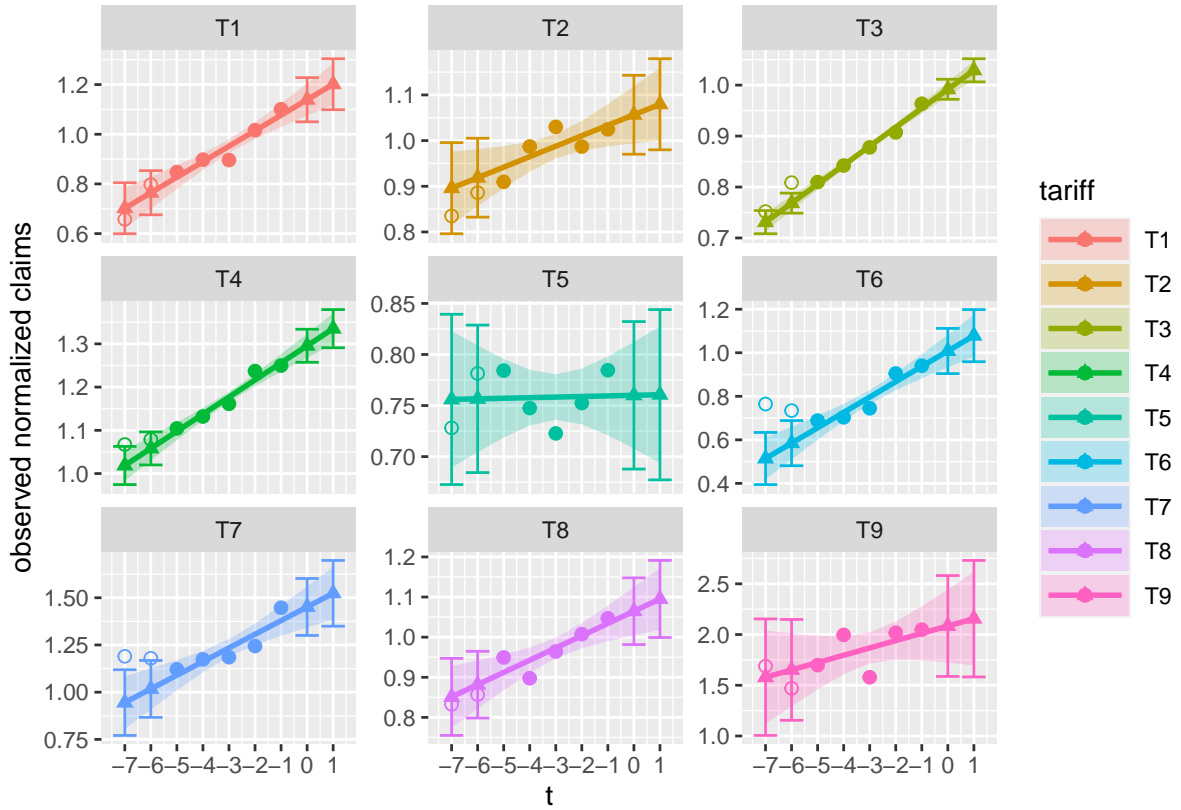 T1 T2 T3
1.2
1.0
0.8
0.6
1.1
1.0
0.9
0.8
1.0
0.9
0.8
0.7
T4 T5 T6
1.3
1.2
1.1
1.0
0.85
0.80
0.75
0.70
1.2
1.0
0.8
0.6
0.4
T7 T8 T9
1.50
1.25
1.00
0.75
1.2
1.1
1.0
0.9
0.8
2.5
2.0
1.5
1.0
−7 −6 −5 −4 −3 −2 −1 0 1
−7 −6 −5 −4 −3 −2 −1 0 1
−7 −6 −5 −4 −3 −2 −1 0 1
t
observed normalized claims
tariff
T1
T2
T3
T4
T5
T6
T7
T8
T9